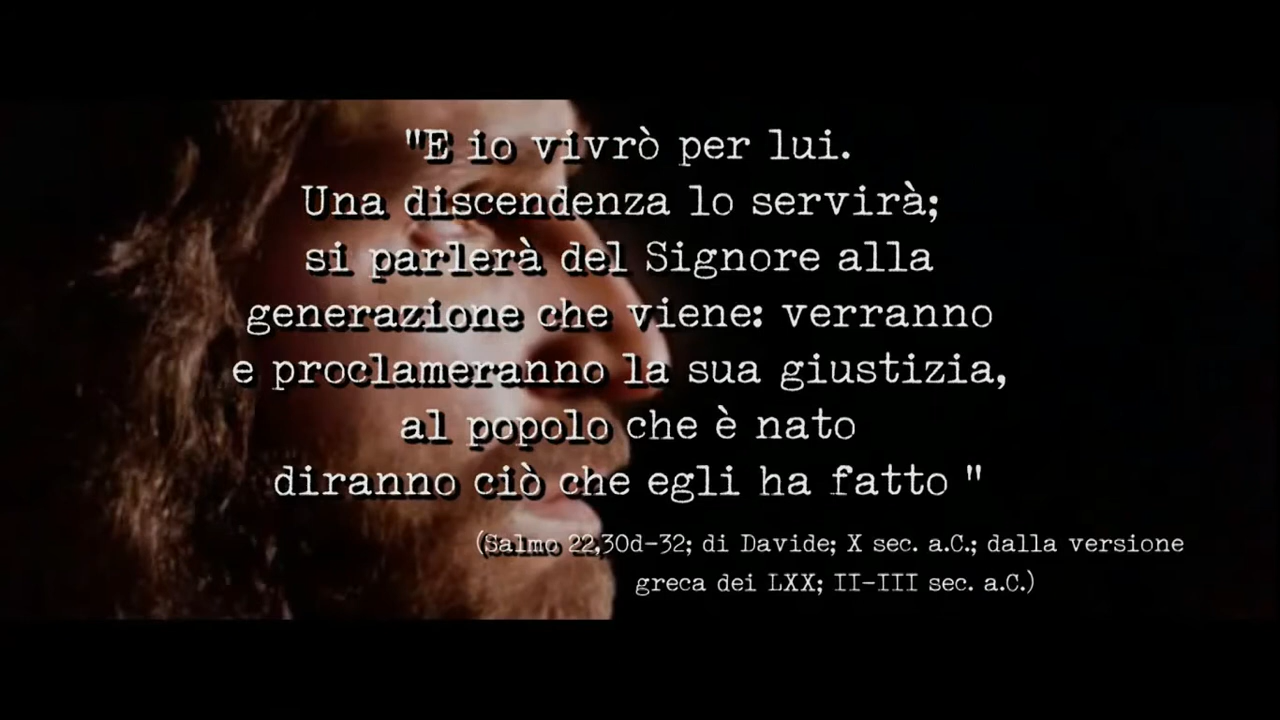 "E io vivrò per lui.
Una discendenza lo servirà;
si parlerà del Signore alla
generazione che viene: verranno
e proclameranno la sua giustizia,
al popolo che è nato
diranno ciò che egli ha fatto "
(Salmo 22,30d-32; di Davide; X sec. a.C.; dalla versione
greca dei LXX; II-III sec. a.C.)